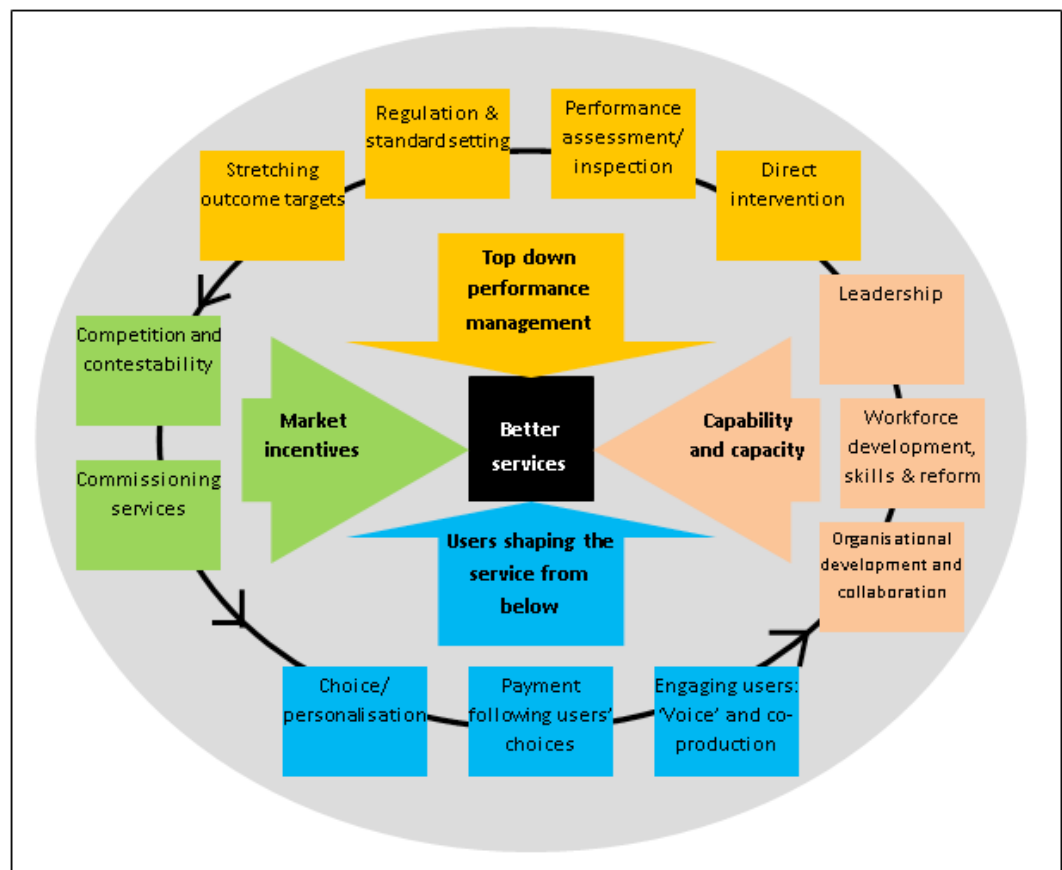 Regulation &
standard setting
Performance
assessment/
inspection
Stretching
outcome targets
Direct
intervention
Top down
performance
management
Leadership
Competition and
contestability
Market
incentives
Better
services
Capability
and capacity
Workforce
development,
skills & reform
Commissioning
services
Users shaping the
service from
below
Organisational
development and
collaboration
Choice/
personalisation
Payment
following users’
choices
Engaging users:
‘Voice’ and co-
production